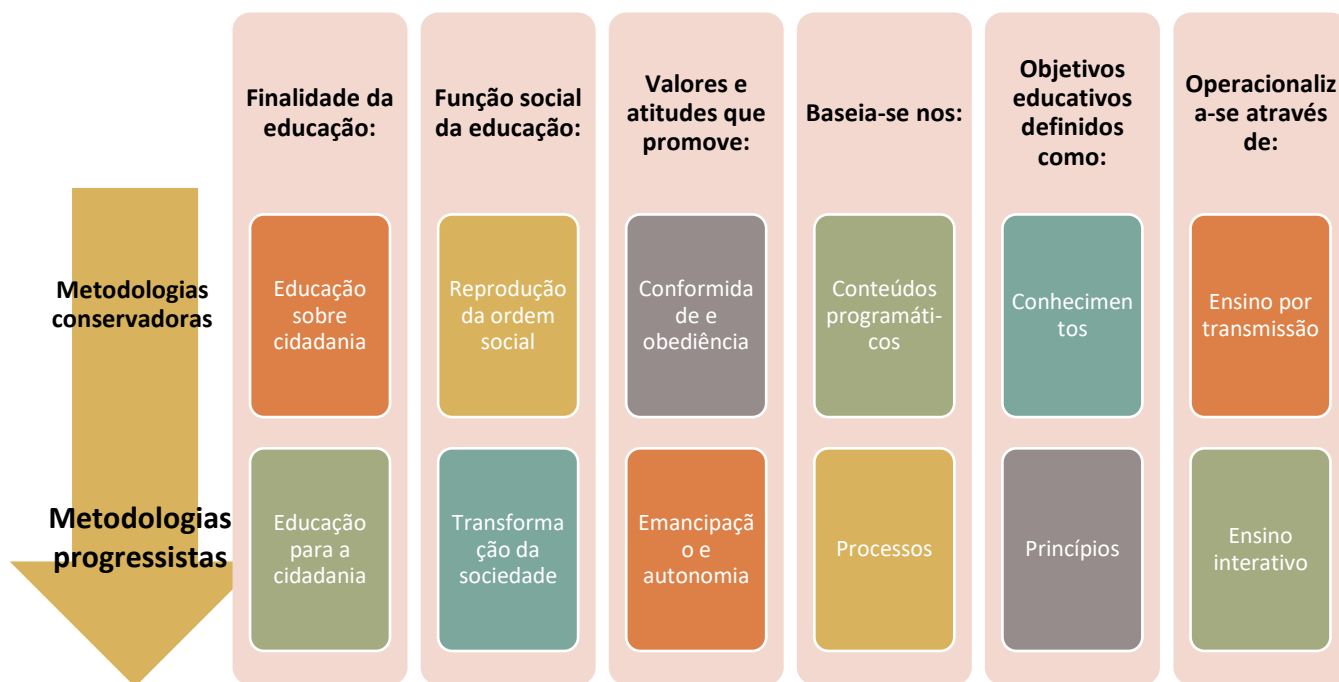 Finalidade da
educação:
Função social
da educação:
Valores e
atitudes que
promove:
Baseia-se nos:
Objetivos
educativos
definidos
como:
Operacionaliz
a-se através
de:
Metodologias
conservadoras
Educação
sobre
cidadania
Reprodução
da ordem
social
Conformida
de e
obediência
Conteúdos
programáti-
cos
Conhecimen
tos
Ensino por
transmissão
Metodologias
progressistas
Educação
para a
cidadania
Transforma
ção da
sociedade
Emancipaçã
o e
autonomia
Processos
Princípios
Ensino
interativo